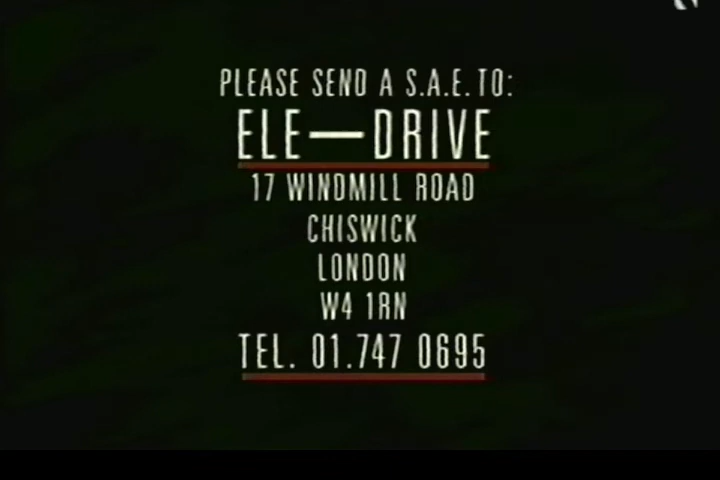 PLEASE SEND A S.A.E. TO:
ELE—DRIVE
17 WINDMILL ROAD
CHISWICK
LONDON
W4 1RN
TEL. 01.747 0695